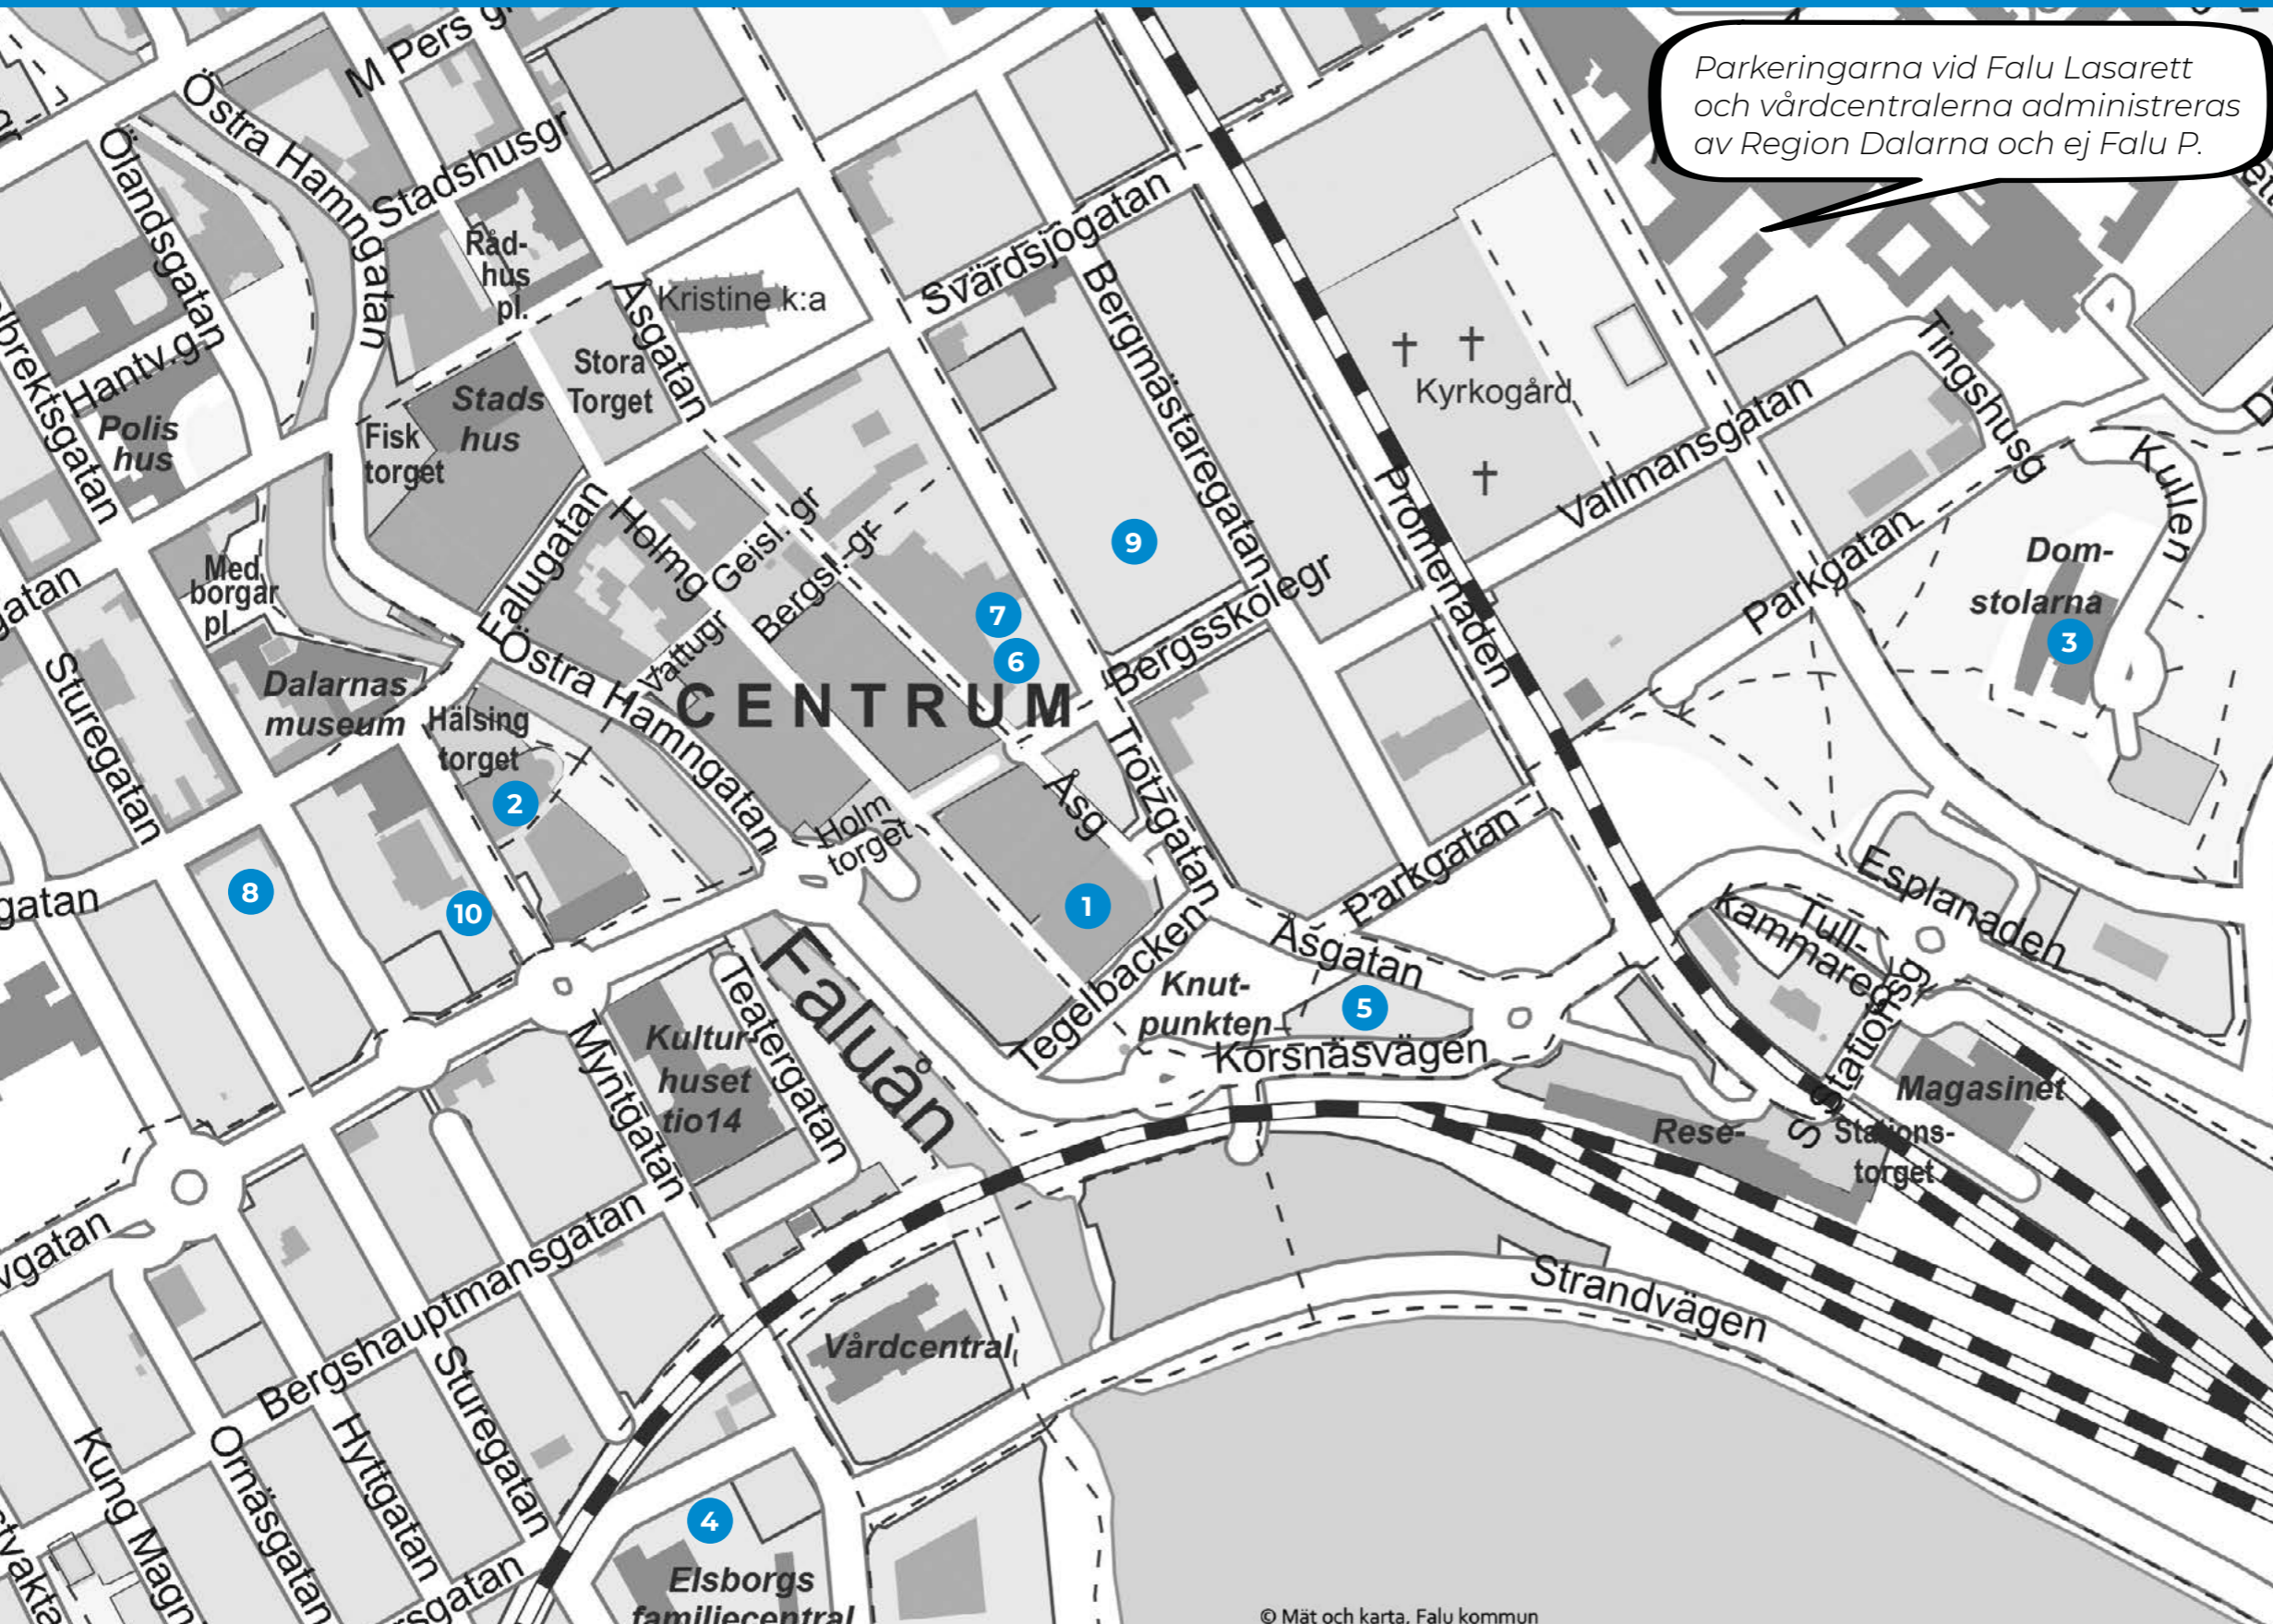 Parkeringarna vid Falu Lasarett
och vårdcentralerna administreras
av Region Dalarna och ej Falu P.
M Pers gr
Östra Hamngatan
Ölandsgatan
Stadshusgr
Råd-
hus
pl.
Åsgatan
Kristine k:a
Svärdsjögatan
Bergmästaregatan
Stora
Torget
Stads
hus
Hantv.g
Polis
hus
Fisk
torget
Kyrkogård
Tingshusg
Vallmansgatan
Kullen
Promenaden
Parkgatan
Dom-
stolarna
3
Falugatan
Holmg
Geisl. gr
Bergsl.gr
Vattugr
9
7
6
Bergsskolegr
Med
borgar
pl.
gatan
Sturegatan
Dalarnas
museum
Hälsing
torget
2
Östra Hamngatan
CENTRUM
Trotzgatan
Åsg
Holm
torget
1
Parkgatan
Esplanaden
Tull-
kammareg
S Stationsg
8
10
gatan
Faluån
Tegelbacken
Knut-
punkten
Åsgatan
5
Korsnäsvägen
Kultur
huset
tio14
Teatergatan
Myntgatan
Magasinet
Rese-
Stations-
torget
Strandvägen
Vårdcentral
Bergshauptmansgatan
Sturegatan
Hyttgatan
Ornäsgatan
Kung Magn
4
Elsborgs
familjecentral
© Mät och karta, Falu kommun